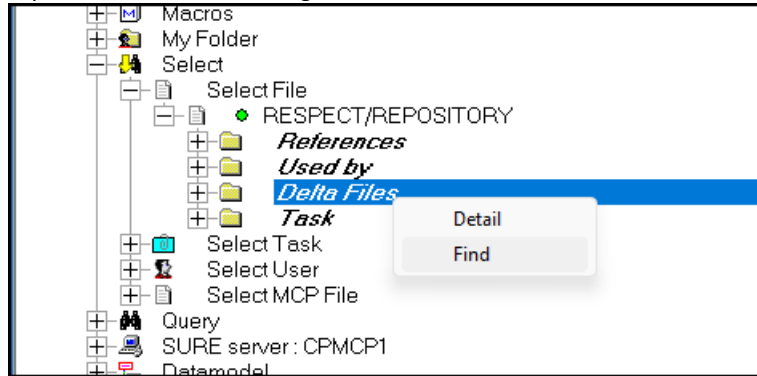 Macros
My Folder
Select
Select File
RESPECT/REPOSITORY
References
Used by
Delta Files
Task
Detail
Find
Select Task
Select User
Select MCP File
Query
SURE server : CPMCP1
Datamodel